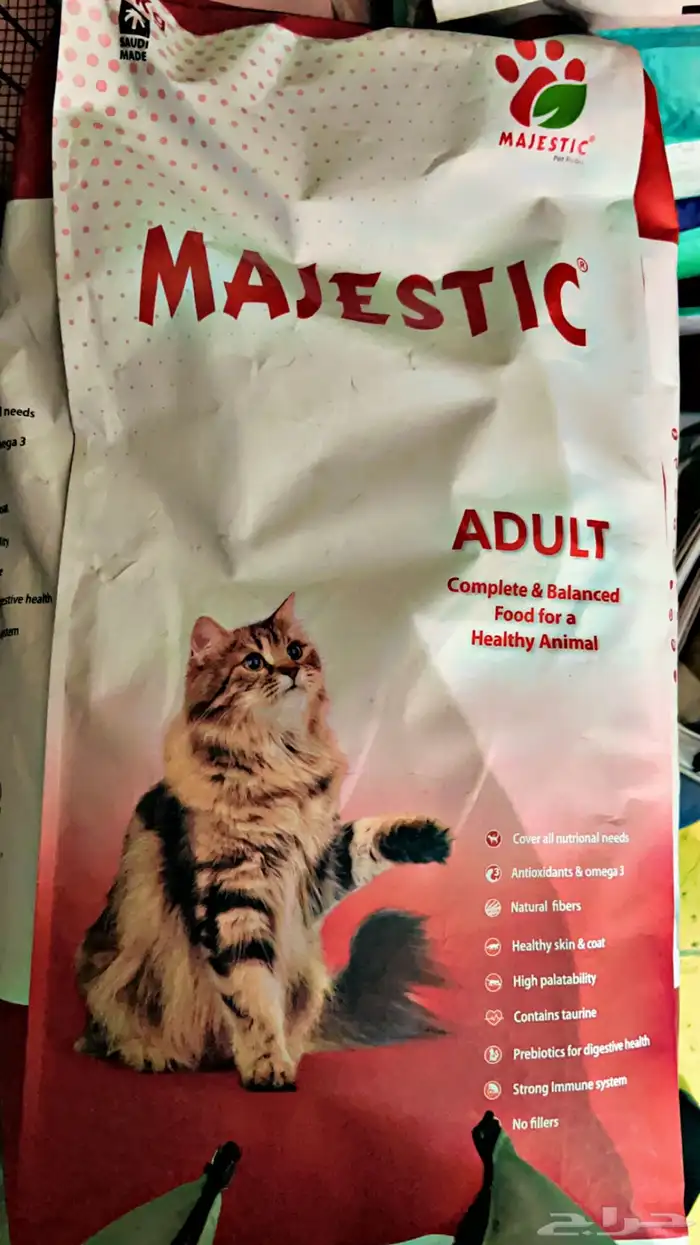 SAUDI
MADE
MAJESTIC®
MAJESTIC®
ADULT
Complete & Balanced
Food for a
Healthy Animal
needs
ega 3
estive health
Cover all nutrional needs
Antioxidants & omega 3
Natural fibers
Healthy skin & coat
High palatability
Contains taurine
Prebiotics for digestive health
Strong Immune system
No fillers
حراج